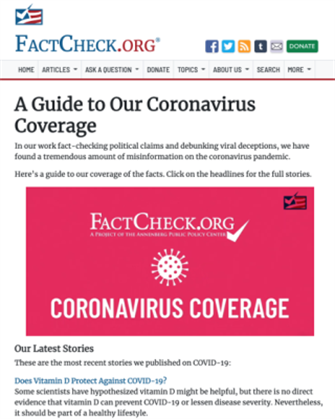 FACTCHECK.ORG®
DONATE
HOME ARTICLES ASK A QUESTION DONATE TOPICS ABOUT US SEARCH MORE
A Guide to Our Coronavirus
Coverage
In our work fact-checking political claims and debunking viral deceptions, we have
found a tremendous amount of misinformation on the coronavirus pandemic.
Here's a guide to our coverage of the facts. Click on the headlines for the full stories.
FACTCHECK.ORG
A PROJECT OF THE ANNENBERG PUBLIC POLICY CENTER
CORONAVIRUS COVERAGE
Our Latest Stories
These are the most recent stories we published on COVID-19:
Does Vitamin D Protect Against COVID-19?
Some scientists have hypothesized vitamin D might be helpful, but there is no direct
evidence that vitamin D can prevent COVID-19 or lessen disease severity. Nevertheless,
it should be part of a healthy lifestyle.